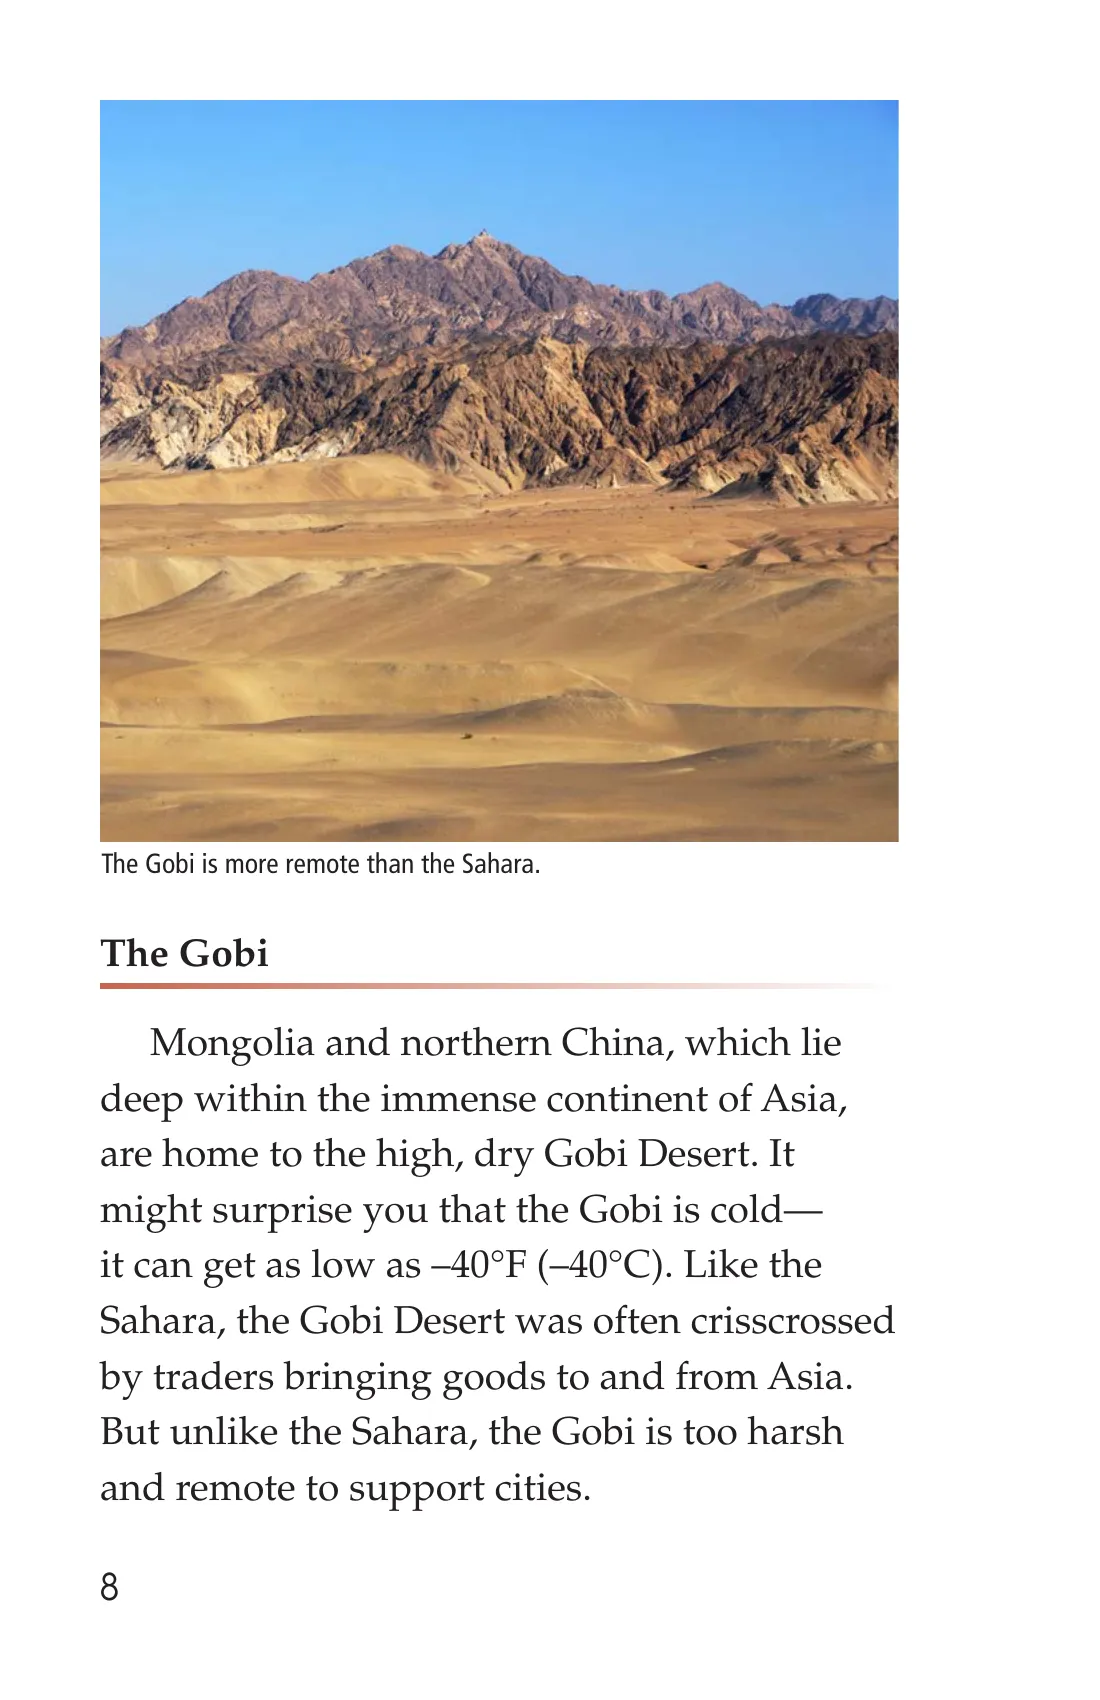 The Gobi is more remote than the Sahara.
The Gobi
Mongolia and northern China, which lie
deep within the immense continent of Asia,
are home to the high, dry Gobi Desert. It
might surprise you that the Gobi is cold—
it can get as low as –40°F (–40°C). Like the
Sahara, the Gobi Desert was often crisscrossed
by traders bringing goods to and from Asia.
But unlike the Sahara, the Gobi is too harsh
and remote to support cities.
8